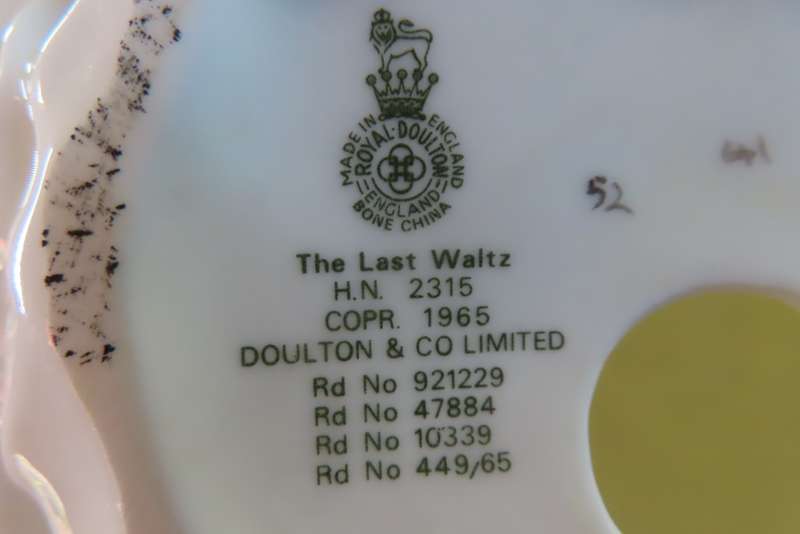 MADE IN ENGLAND
ROYAL·DOULTON
ENGLAND
BONE CHINA
52
The Last Waltz
H.N. 2315
COPR. 1965
DOULTON & CO LIMITED
Rd No 921229
Rd No 47884
Rd No 10339
Rd No 449/65